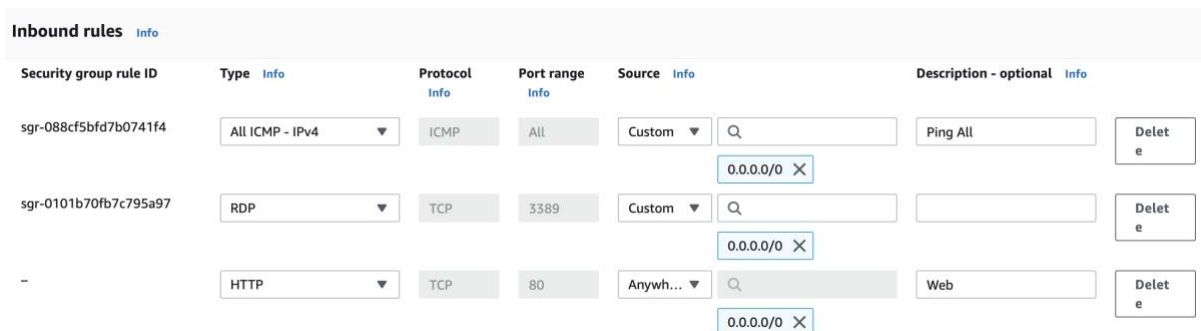 Inbound rules Info
Security group rule ID Type Info Protocol Info Port range Info Source Info Description - optional Info
sgr-088cf5bfd7b0741f4 All ICMP - IPv4 ICMP All Custom Ping All Delet
e
0.0.0.0/0
sgr-0101b70fb7c795a97 RDP TCP 3389 Custom Delet
e
0.0.0.0/0
– HTTP TCP 80 Anywh... Web Delet
e
0.0.0.0/0